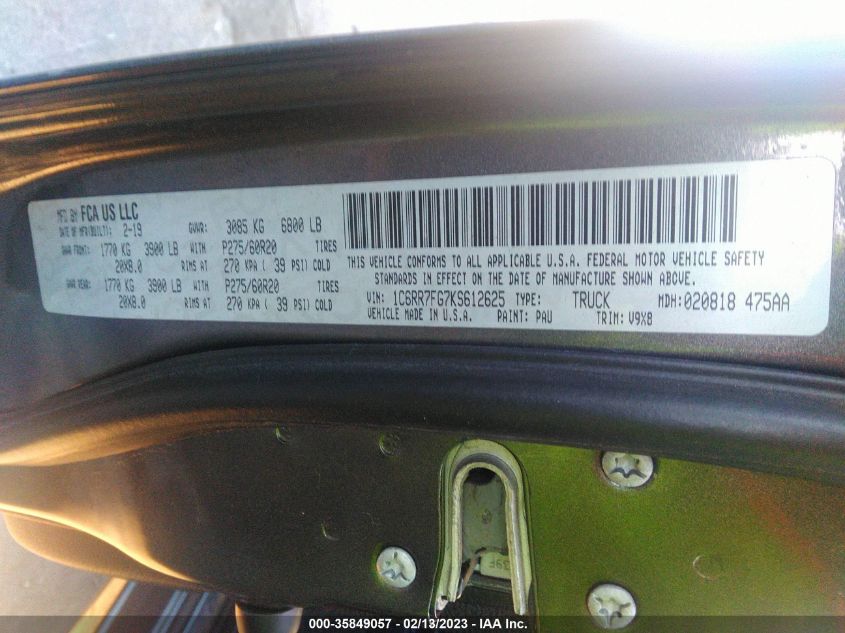 MFD BY FCA US LLC
DATE OF MFR(BUILT): 2-19 GVWR: 3085 KG 6800 LB
GAWR FRONT: 1770 KG 3900 LB WITH P275/60R20 TIRES
20X8.0 RIMS AT 270 KPA ( 39 PSI) COLD
GAWR REAR: 1770 KG 3900 LB WITH P275/60R20 TIRES
20X8.0 RIMS AT 270 KPA ( 39 PSI) COLD
THIS VEHICLE CONFORMS TO ALL APPLICABLE U.S.A. FEDERAL MOTOR VEHICLE SAFETY
STANDARDS IN EFFECT ON THE DATE OF MANUFACTURE SHOWN ABOVE.
VIN: 1C6RR7FG7KS612625 TYPE: TRUCK MDH: 020818 475AA
VEHICLE MADE IN U.S.A. PAINT: PAU TRIM: V9X8
39F
000-35849057 - 02/13/2023 - IAA Inc.